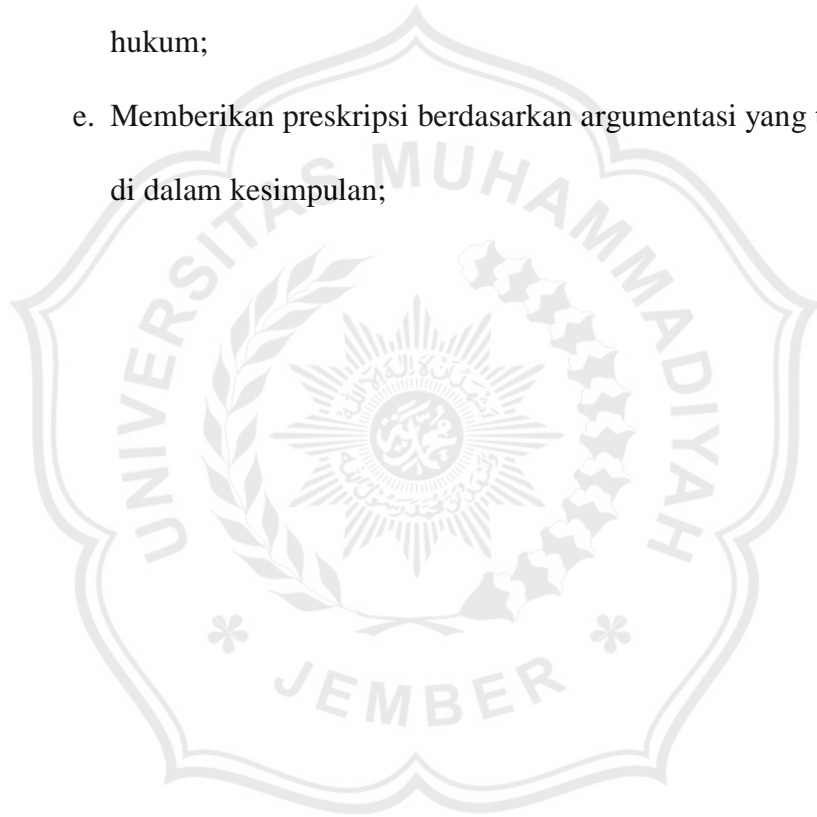 hukum;
e. Memberikan preskripsi berdasarkan argumentasi yang
di dalam kesimpulan;
UNIVERSITAS MUHAMMADIYAH
JEMBER